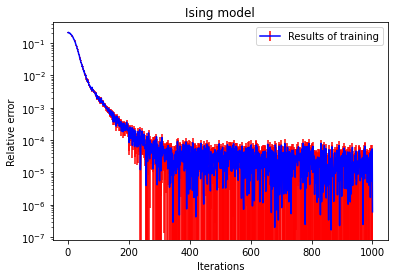 Ising model
Results of training
Relative error
10⁻¹
10⁻²
10⁻³
10⁻⁴
10⁻⁵
10⁻⁶
10⁻⁷
0 200 400 600 800 1000
Iterations